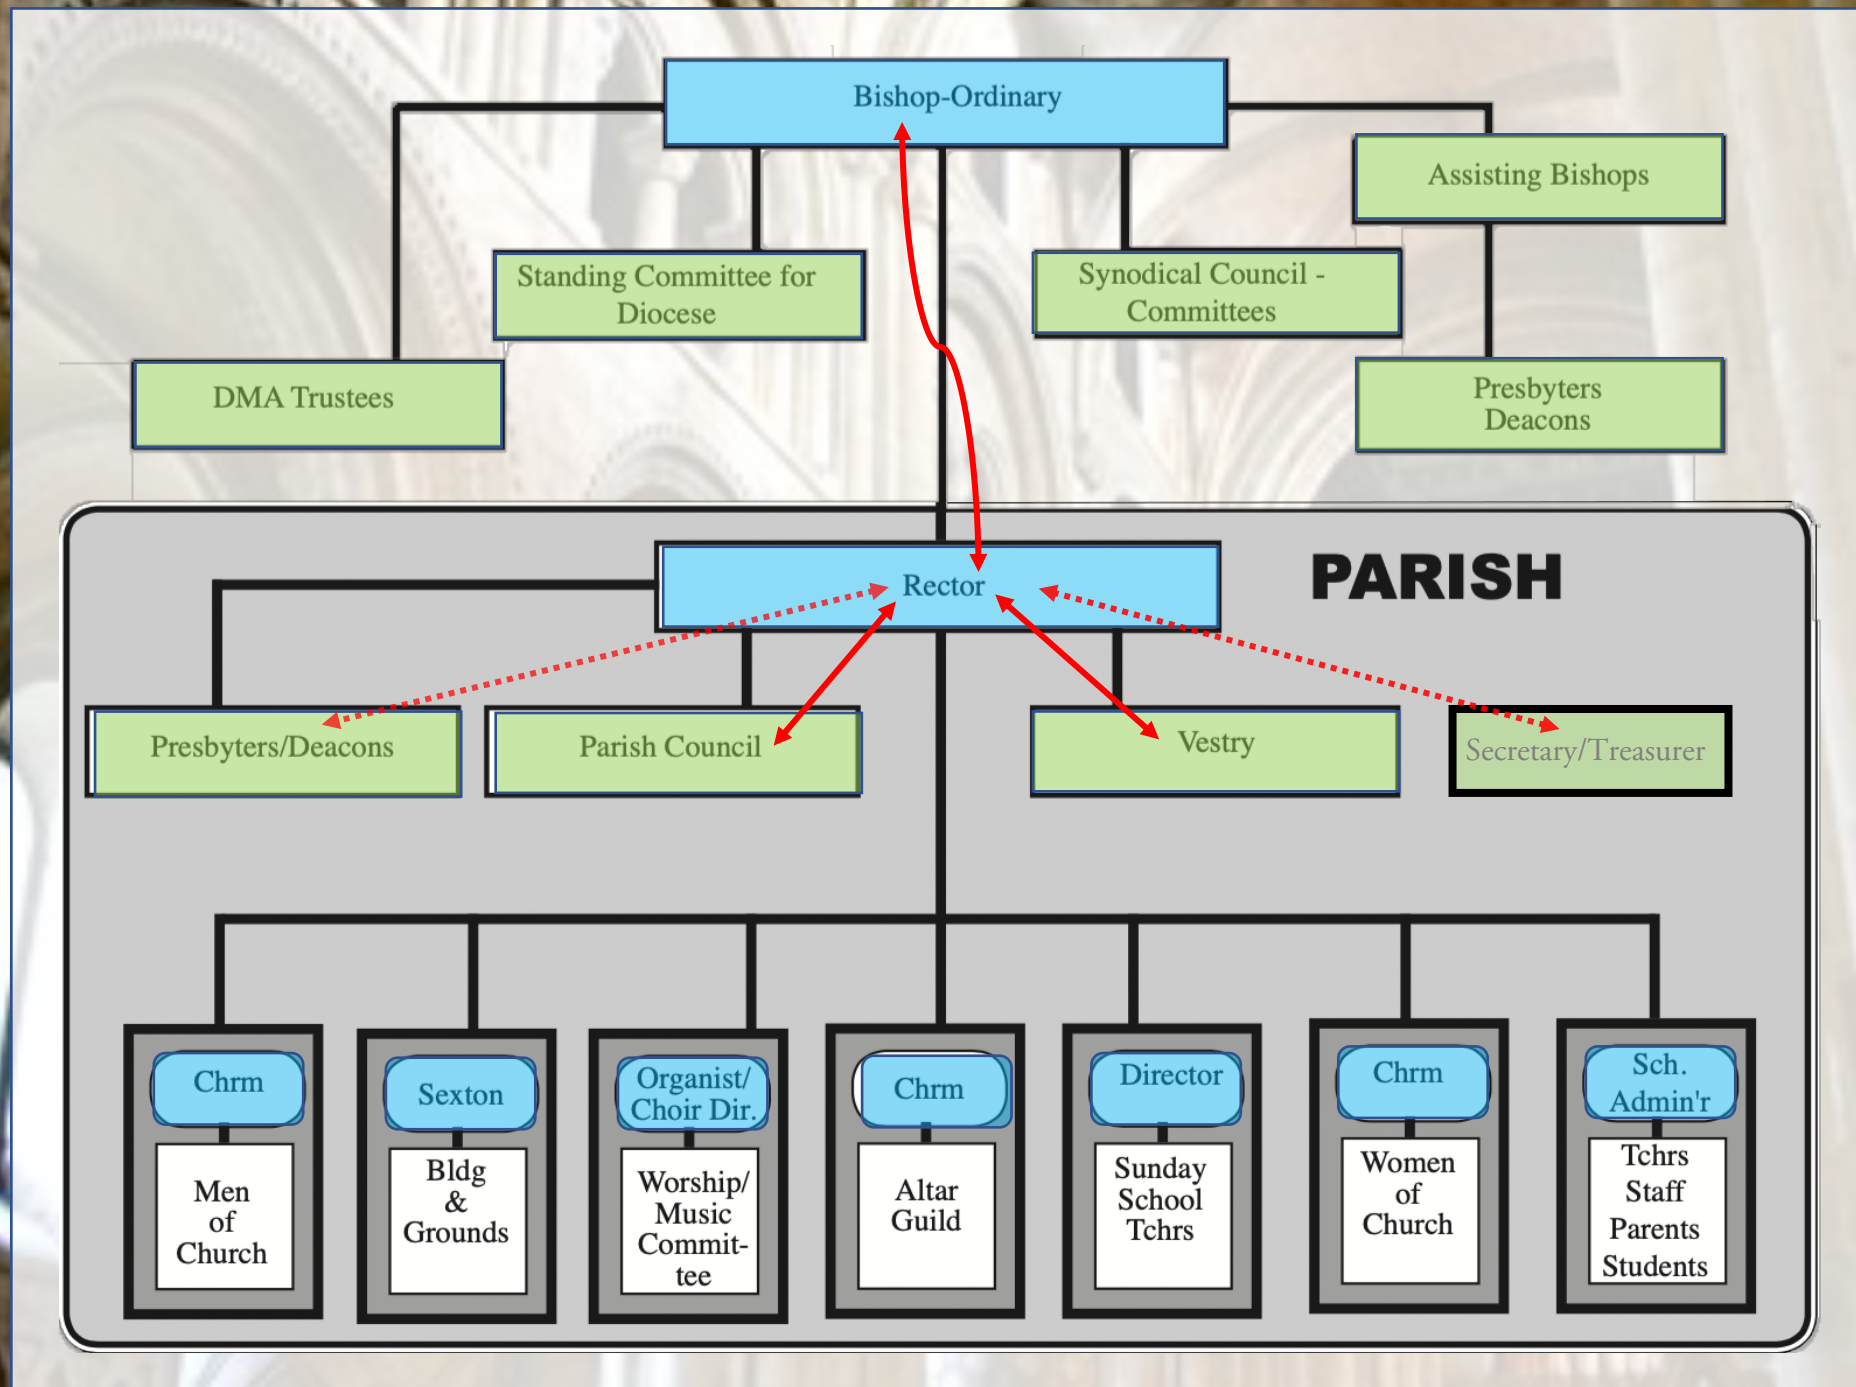 Bishop-Ordinary
Assisting Bishops
Standing Committee for
Diocese
Synodical Council -
Committees
DMA Trustees
Presbyters
Deacons
PARISH
Rector
Presbyters/Deacons
Parish Council
Vestry
Secretary/Treasurer
Chrm
Men
of
Church
Sexton
Bldg
&
Grounds
Organist/
Choir Dir.
Worship/
Music
Commit-
tee
Chrm
Altar
Guild
Director
Sunday
School
Tchrs
Chrm
Women
of
Church
Sch.
Admin'r
Tchrs
Staff
Parents
Students